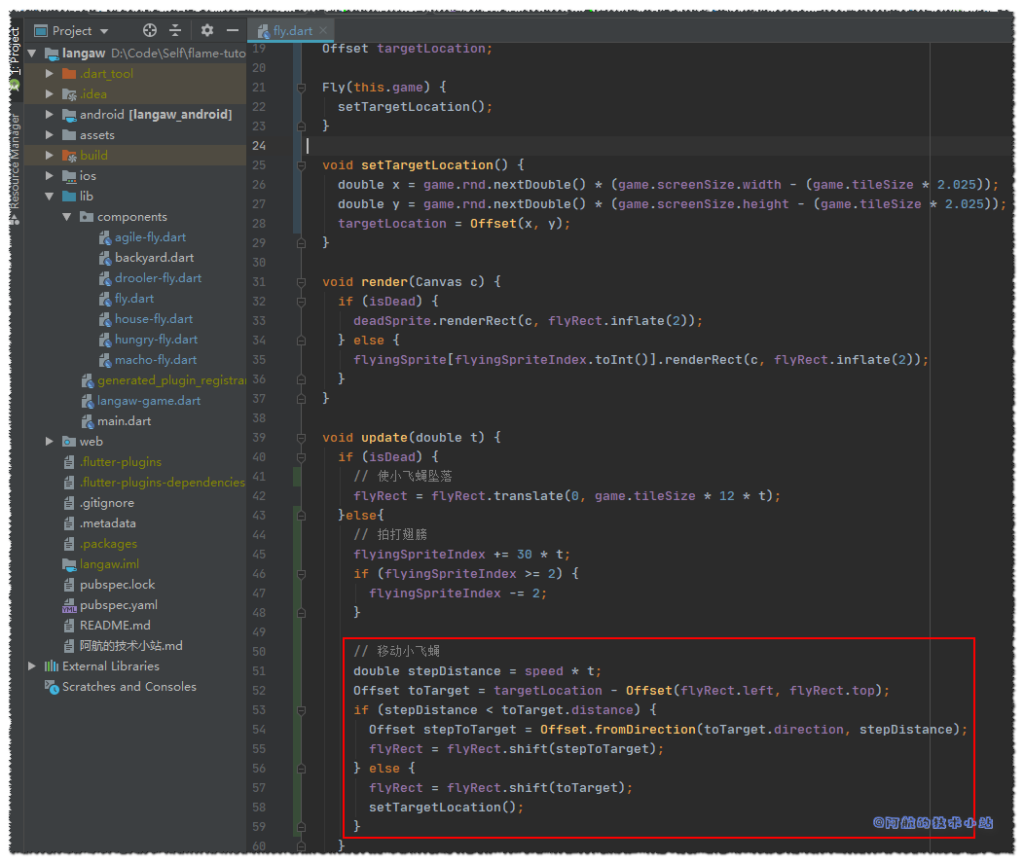 Project
fly.dart
1: Project
Resource Manager
langaw D:\Code\Self\flame-tuto
.dart_tool
.idea
android [langaw_android]
assets
build
ios
lib
components
agile-fly.dart
backyard.dart
drooler-fly.dart
fly.dart
house-fly.dart
hungry-fly.dart
macho-fly.dart
generated_plugin_registrar
langaw-game.dart
main.dart
web
.flutter-plugins
.flutter-plugins-dependencies
.gitignore
.metadata
.packages
langaw.iml
pubspec.lock
pubspec.yaml
README.md
阿航的技术小站.md
External Libraries
Scratches and Consoles
19 Offset targetLocation;
20
21 Fly(this.game) {
22 setTargetLocation();
23 }
24
25 void setTargetLocation() {
26 double x = game.rnd.nextDouble() * (game.screenSize.width - (game.tileSize * 2.025));
27 double y = game.rnd.nextDouble() * (game.screenSize.height - (game.tileSize * 2.025));
28 targetLocation = Offset(x, y);
29 }
30
31 void render(Canvas c) {
32 if (isDead) {
33 deadSprite.renderRect(c, flyRect.inflate(2));
34 } else {
35 flyingSprite[flyingSpriteIndex.toInt()].renderRect(c, flyRect.inflate(2));
36 }
37 }
38
39 void update(double t) {
40 if (isDead) {
41 // 使小飞蝇坠落
42 flyRect = flyRect.translate(0, game.tileSize * 12 * t);
43 }else{
44 // 拍打翅膀
45 flyingSpriteIndex += 30 * t;
46 if (flyingSpriteIndex >= 2) {
47 flyingSpriteIndex -= 2;
48 }
49
50 // 移动小飞蝇
51 double stepDistance = speed * t;
52 Offset toTarget = targetLocation - Offset(flyRect.left, flyRect.top);
53 if (stepDistance < toTarget.distance) {
54 Offset stepToTarget = Offset.fromDirection(toTarget.direction, stepDistance);
55 flyRect = flyRect.shift(stepToTarget);
56 } else {
57 flyRect = flyRect.shift(toTarget);
58 setTargetLocation();
59 }
60 }
@阿航的技术小站